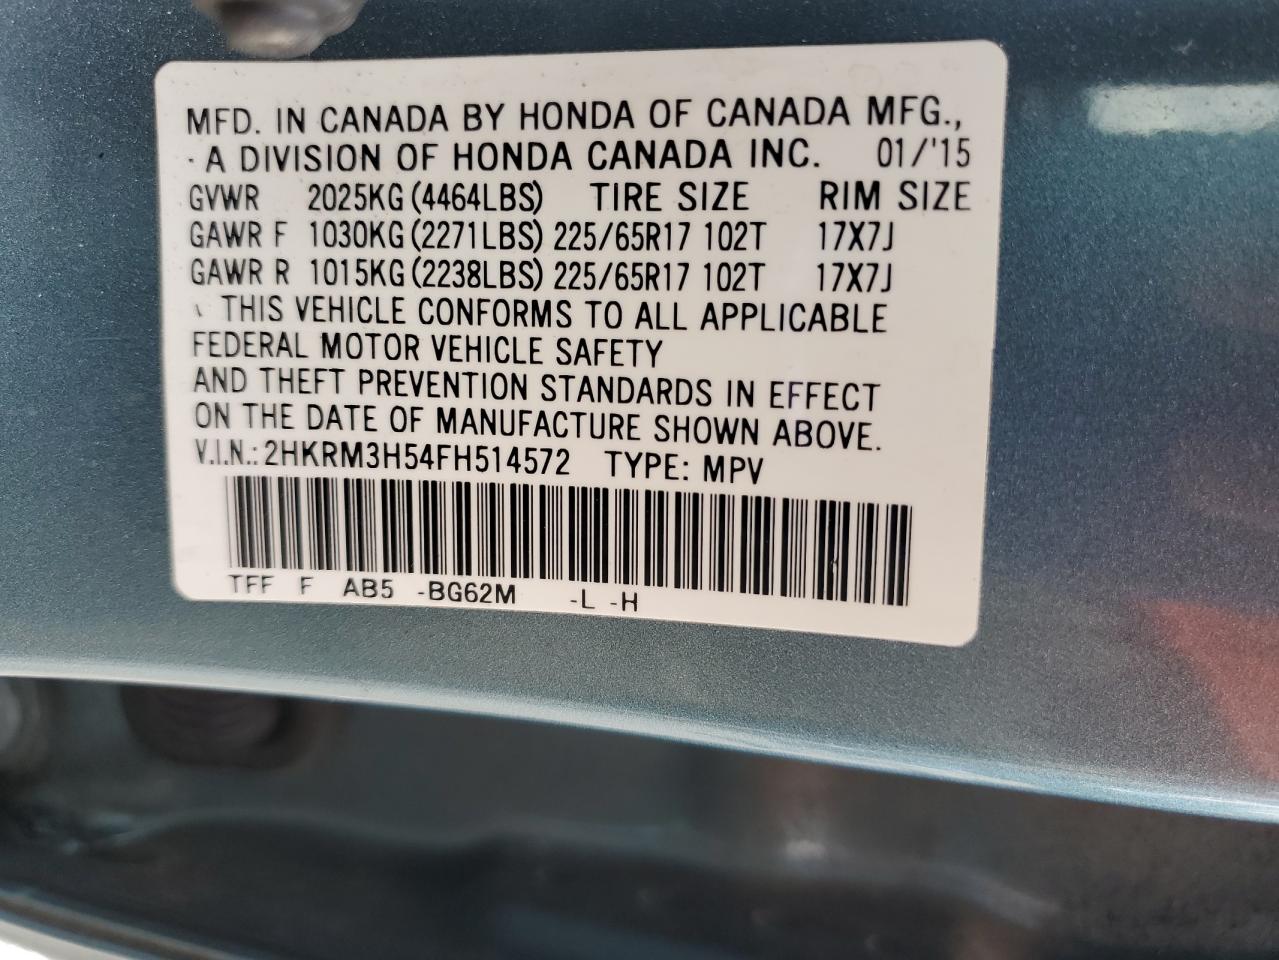 MFD. IN CANADA BY HONDA OF CANADA MFG.,
A DIVISION OF HONDA CANADA INC. 01/'15
GVWR 2025KG (4464LBS) TIRE SIZE RIM SIZE
GAWR F 1030KG (2271LBS) 225/65R17 102T 17X7J
GAWR R 1015KG (2238LBS) 225/65R17 102T 17X7J
THIS VEHICLE CONFORMS TO ALL APPLICABLE
FEDERAL MOTOR VEHICLE SAFETY
AND THEFT PREVENTION STANDARDS IN EFFECT
ON THE DATE OF MANUFACTURE SHOWN ABOVE.
V.I.N.: 2HKRM3H54FH514572 TYPE: MPV
TFF F AB5 -BG62M -L -H